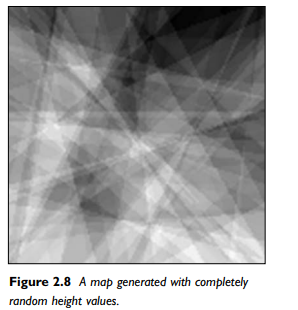 Figure 2.8 A map generated with completely
random height values.